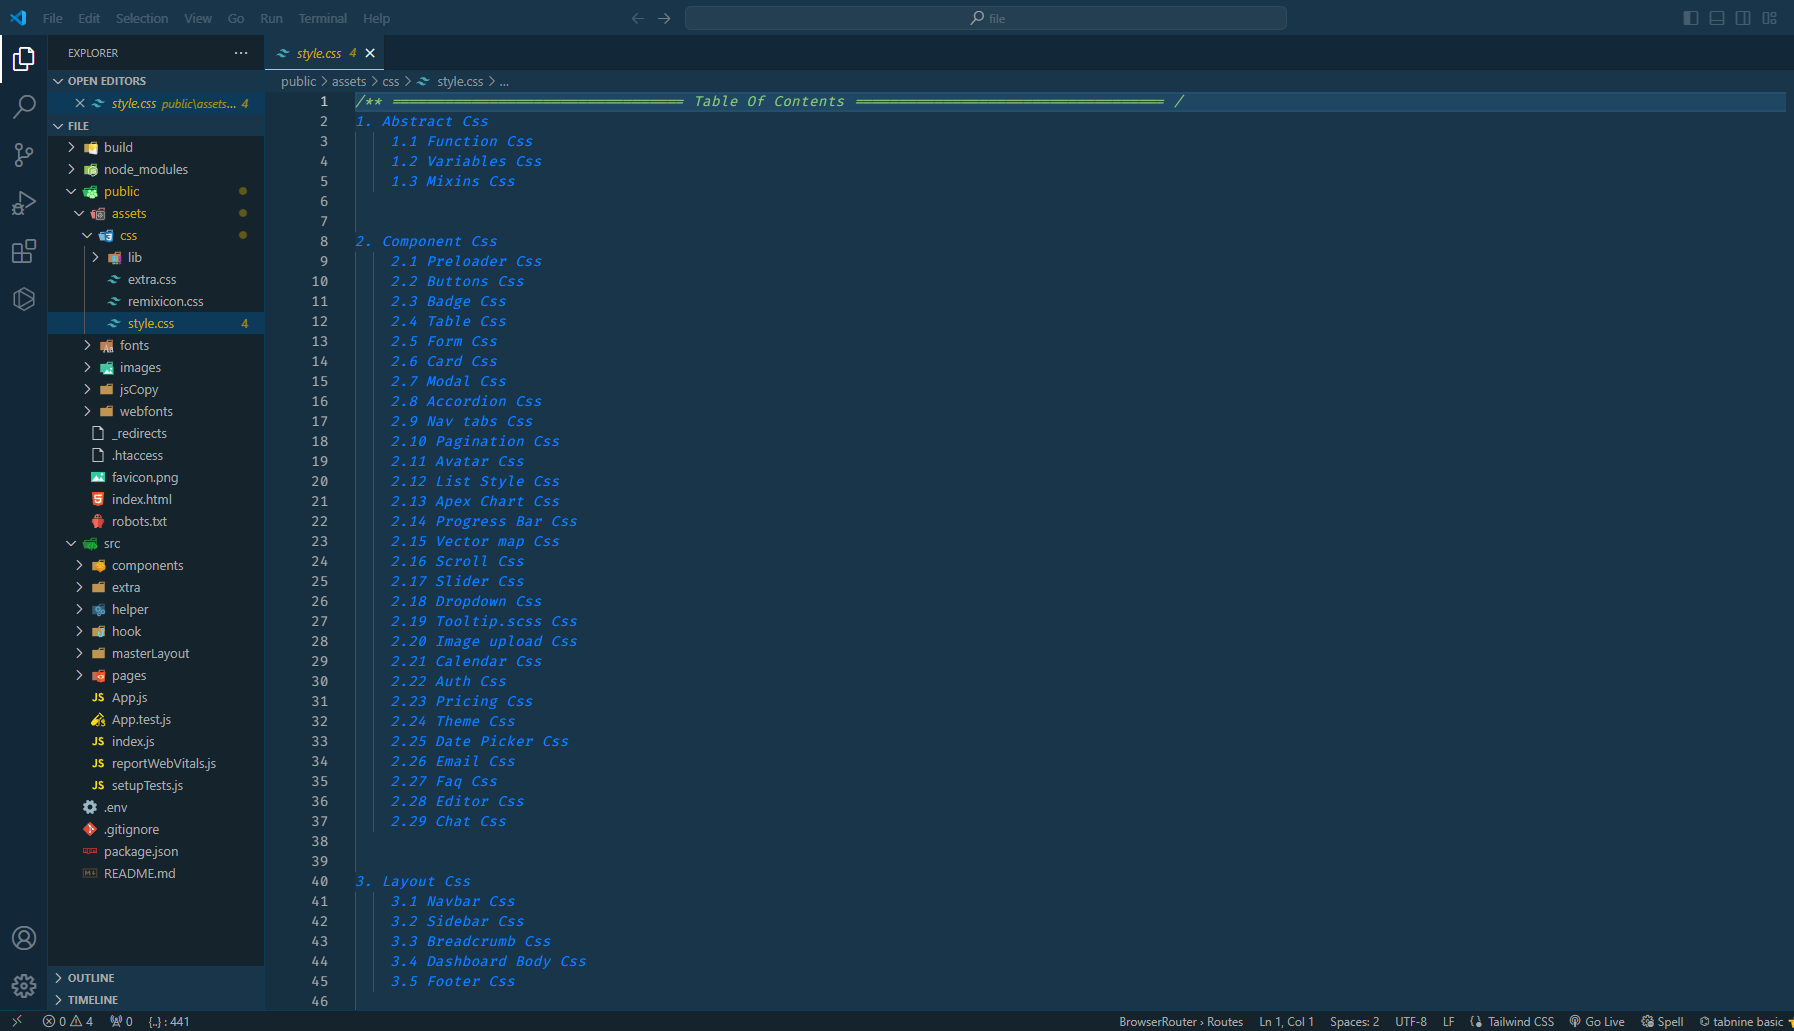 File Edit Selection View Go Run Terminal Help
file
EXPLORER
style.css 4
OPEN EDITORS
style.css public\assets... 4
FILE
build
node_modules
public
assets
css
lib
extra.css
remixicon.css
style.css 4
fonts
images
jsCopy
webfonts
_redirects
.htaccess
favicon.png
index.html
robots.txt
src
components
extra
helper
hook
masterLayout
pages
JS App.js
App.test.js
JS index.js
JS reportWebVitals.js
JS setupTests.js
.env
.gitignore
package.json
README.md
OUTLINE
TIMELINE
public > assets > css > style.css > ...
1 /** ================================= Table Of Contents =================================== /
2 1. Abstract Css
3 1.1 Function Css
4 1.2 Variables Css
5 1.3 Mixins Css
6
7
8 2. Component Css
9 2.1 Preloader Css
10 2.2 Buttons Css
11 2.3 Badge Css
12 2.4 Table Css
13 2.5 Form Css
14 2.6 Card Css
15 2.7 Modal Css
16 2.8 Accordion Css
17 2.9 Nav tabs Css
18 2.10 Pagination Css
19 2.11 Avatar Css
20 2.12 List Style Css
21 2.13 Apex Chart Css
22 2.14 Progress Bar Css
23 2.15 Vector map Css
24 2.16 Scroll Css
25 2.17 Slider Css
26 2.18 Dropdown Css
27 2.19 Tooltip.scss Css
28 2.20 Image upload Css
29 2.21 Calendar Css
30 2.22 Auth Css
31 2.23 Pricing Css
32 2.24 Theme Css
33 2.25 Date Picker Css
34 2.26 Email Css
35 2.27 Faq Css
36 2.28 Editor Css
37 2.29 Chat Css
38
39
40 3. Layout Css
41 3.1 Navbar Css
42 3.2 Sidebar Css
43 3.3 Breadcrumb Css
44 3.4 Dashboard Body Css
45 3.5 Footer Css
46
0 4 0 {..} : 441
BrowserRouter › Routes Ln 1, Col 1 Spaces: 2 UTF-8 LF Tailwind CSS Go Live Spell tabnine basic